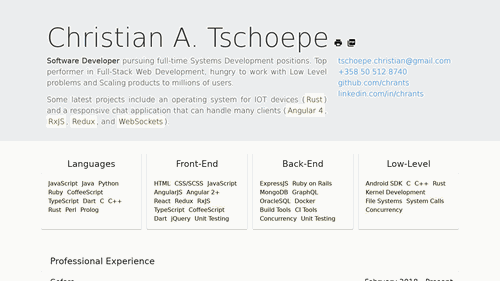 Christian A. Tschoepe
Software Developer pursuing full-time Systems Development positions. Top
performer in Full-Stack Web Development, hungry to work with Low Level
problems and Scaling products to millions of users.
Some latest projects include an operating system for IOT devices ( Rust )
and a responsive chat application that can handle many clients ( Angular 4 ,
RxJS , Redux , and WebSockets )
tschoepe.christian@gmail.com
+358 50 512 8740
github.com/chrants
linkedin.com/in/chrants
Languages
JavaScript Java Python
Ruby CoffeeScript
TypeScript Dart C C++
Rust Perl Prolog
Front-End
HTML CSS/SCSS JavaScript
AngularJS Angular 2+
React Redux RxJS
TypeScript CoffeeScript
Dart jQuery Unit Testing
Back-End
ExpressJS Ruby on Rails
MongoDB GraphQL
OracleSQL Docker
Build Tools CI Tools
Concurrency Unit Testing
Low-Level
Android SDK C C++ Rust
Kernel Development
File Systems System Calls
Concurrency
Professional Experience